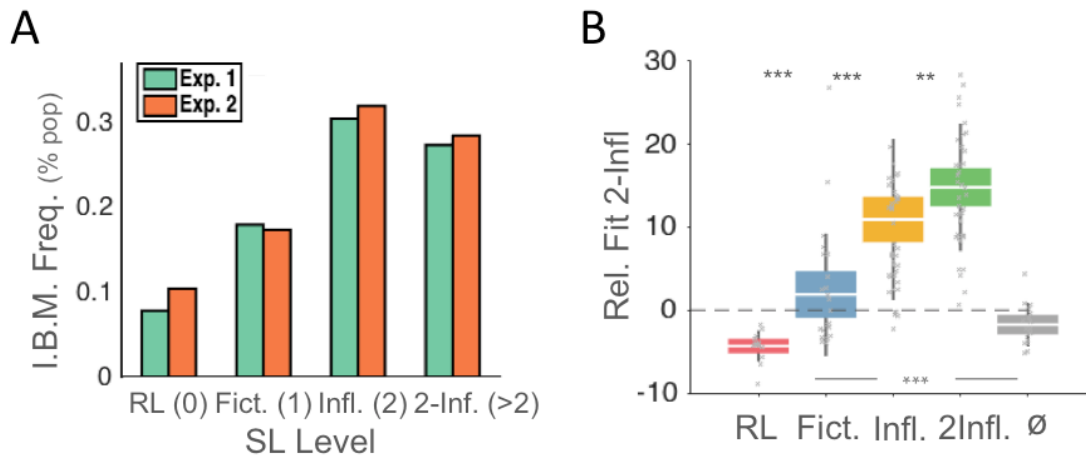 A
I.B.M. Freq. (% pop)
Exp. 1
Exp. 2
0.3
0.2
0.1
0
RL (0) Fict. (1) Infl. (2) 2-Inf. (>2)
SL Level
B
Rel. Fit 2-Infl
30
20
10
0
-10
*** *** **
***
RL Fict. Infl. 2Infl. ø